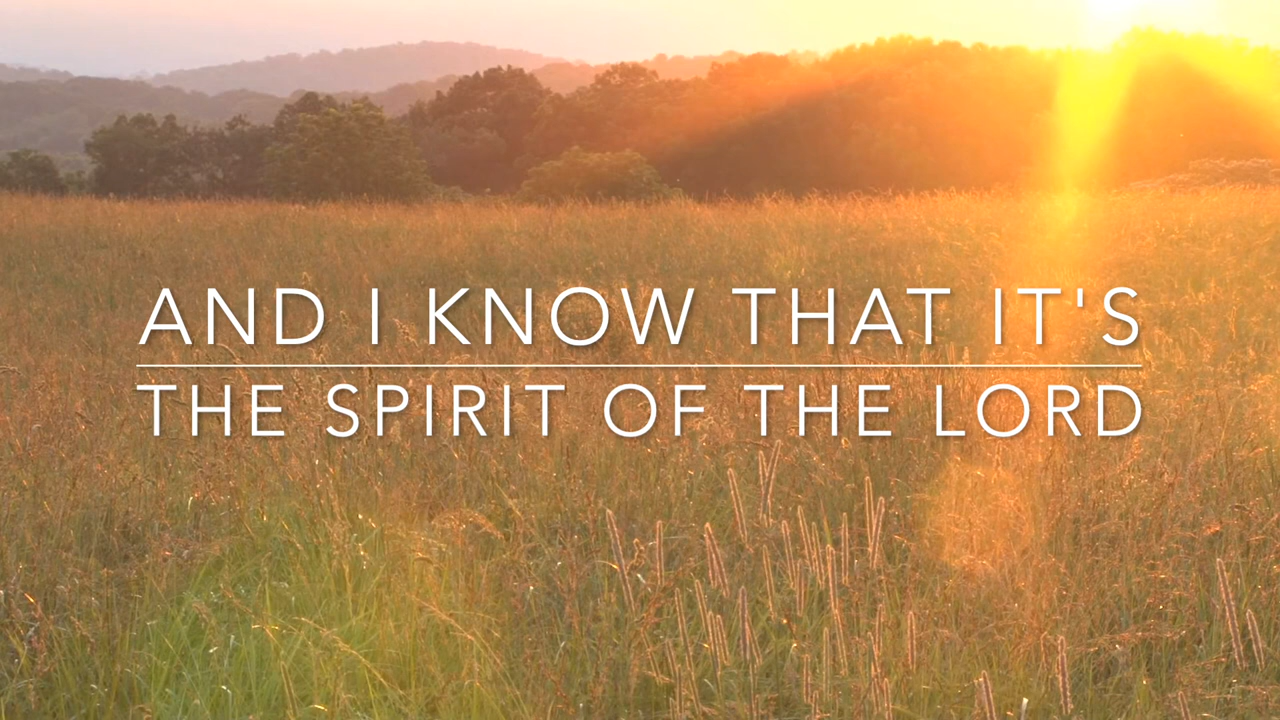 AND I KNOW THAT IT'S
THE SPIRIT OF THE LORD